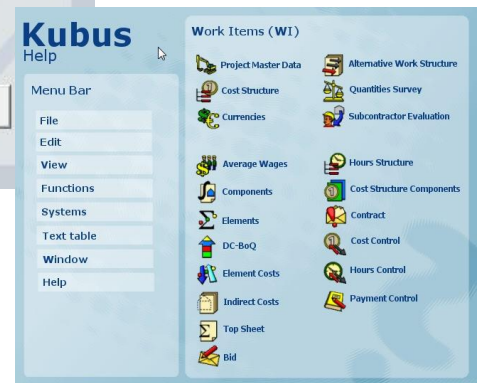 Kubus
Help
Menu Bar
File
Edit
View
Functions
Systems
Text table
Window
Help
Work Items (WI)
Project Master Data
Cost Structure
Currencies
Average Wages
Components
Elements
DC-BoQ
Element Costs
Indirect Costs
Top Sheet
Bid
Alternative Work Structure
Quantities Survey
Subcontractor Evaluation
Hours Structure
Cost Structure Components
Contract
Cost Control
Hours Control
Payment Control